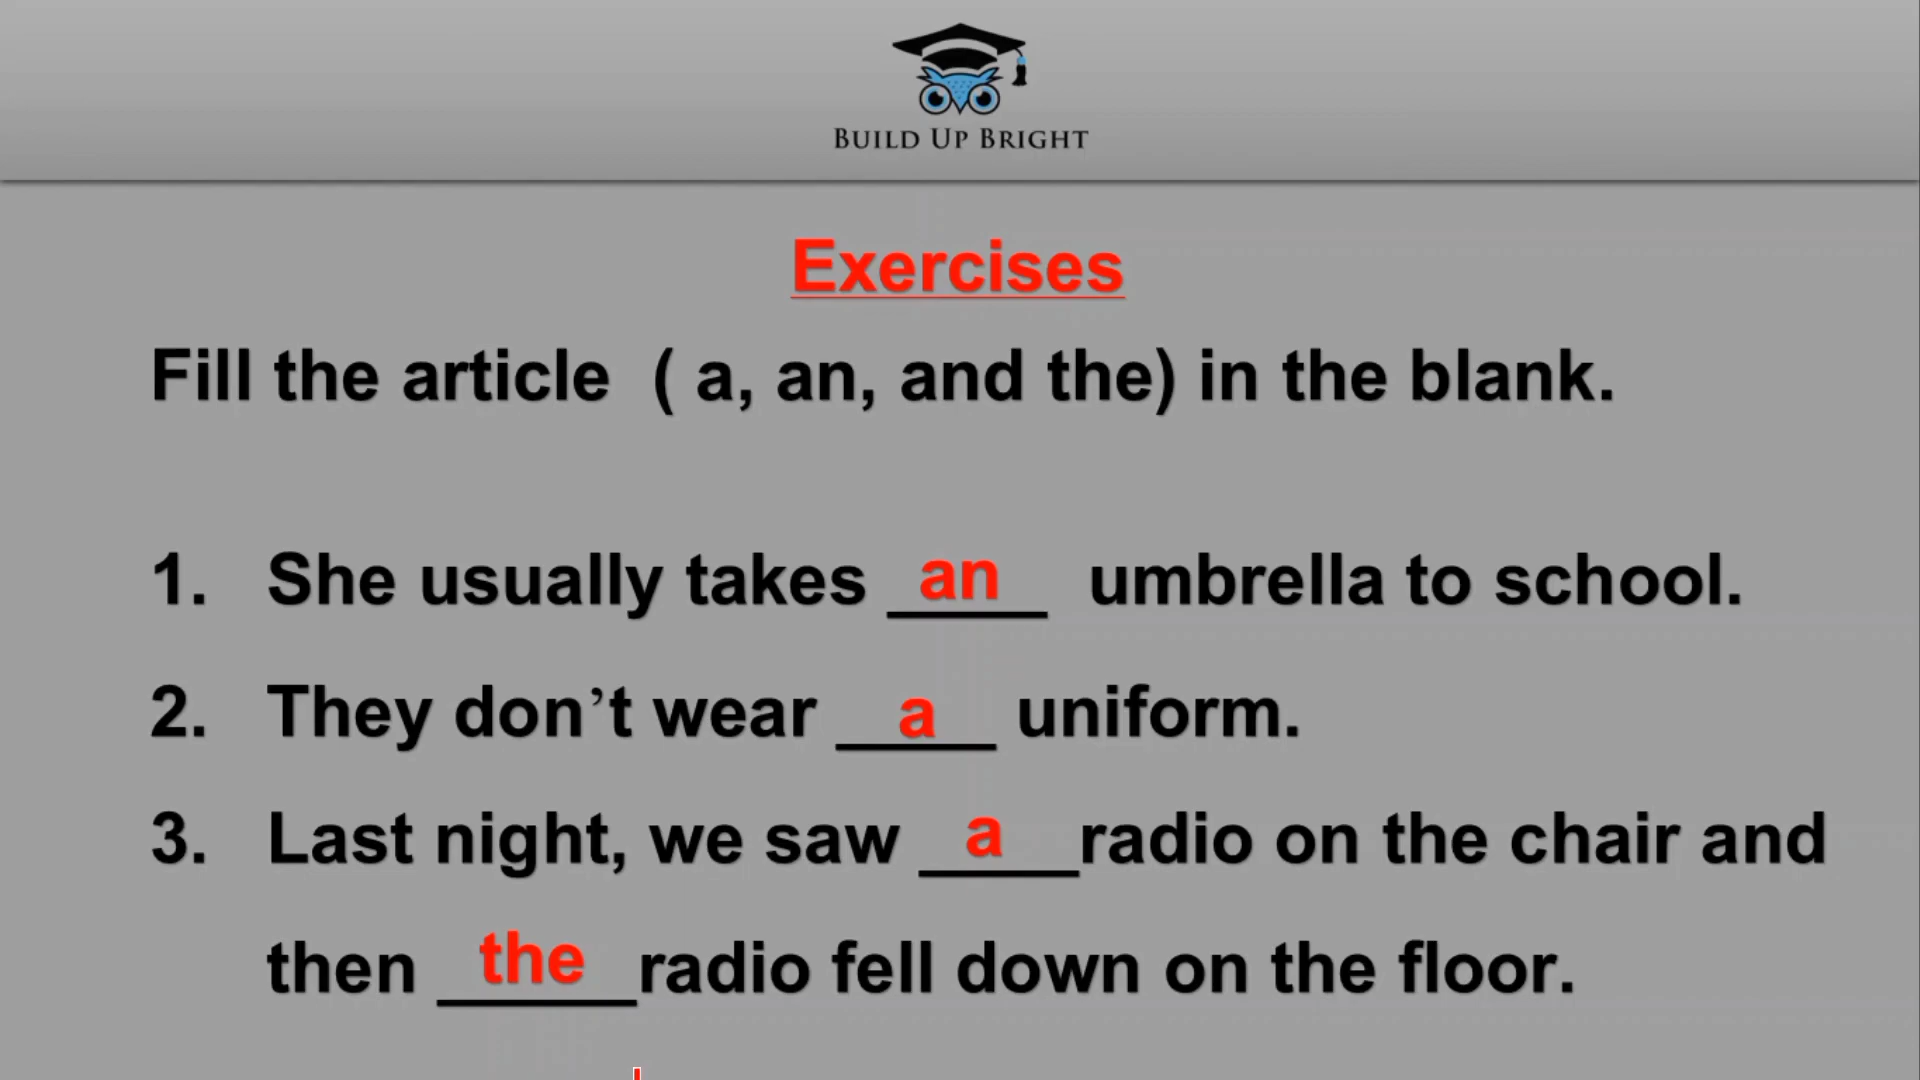 BUILD UP BRIGHT
Exercises
Fill the article ( a, an, and the) in the blank.
1. She usually takes an umbrella to school.
2. They don’t wear a uniform.
3. Last night, we saw a radio on the chair and
then the radio fell down on the floor.